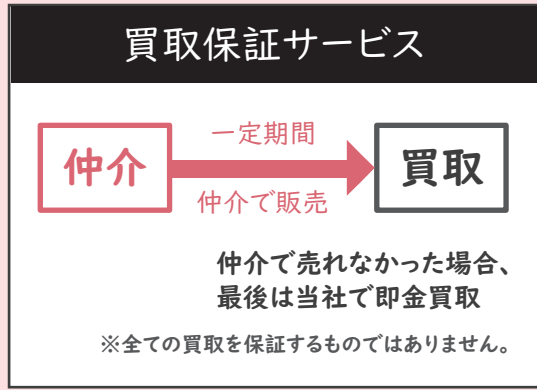 買取保証サービス
一定期間
仲介
買取
仲介で販売
仲介で売れなかった場合、
最後は当社で即金買取
※全ての買取を保証するものではありません。